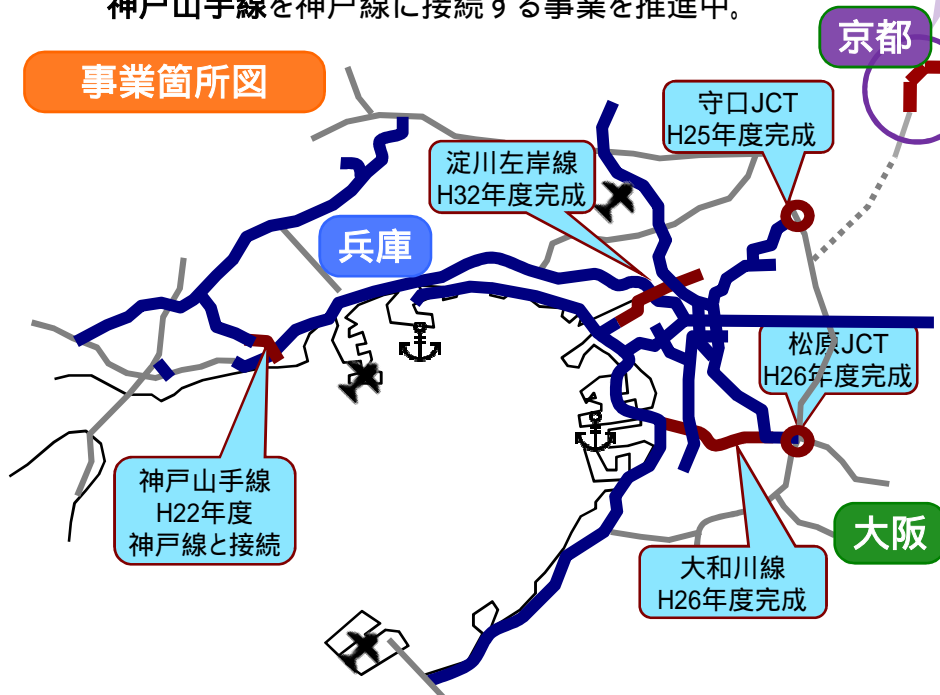 神戸山手線を神戸線に接続する事業を推進中。
事業箇所図
京都
守口JCT
H25年度完成
淀川左岸線
H32年度完成
兵庫
松原JCT
H26年度完成
神戸山手線
H22年度
神戸線と接続
大阪
大和川線
H26年度完成